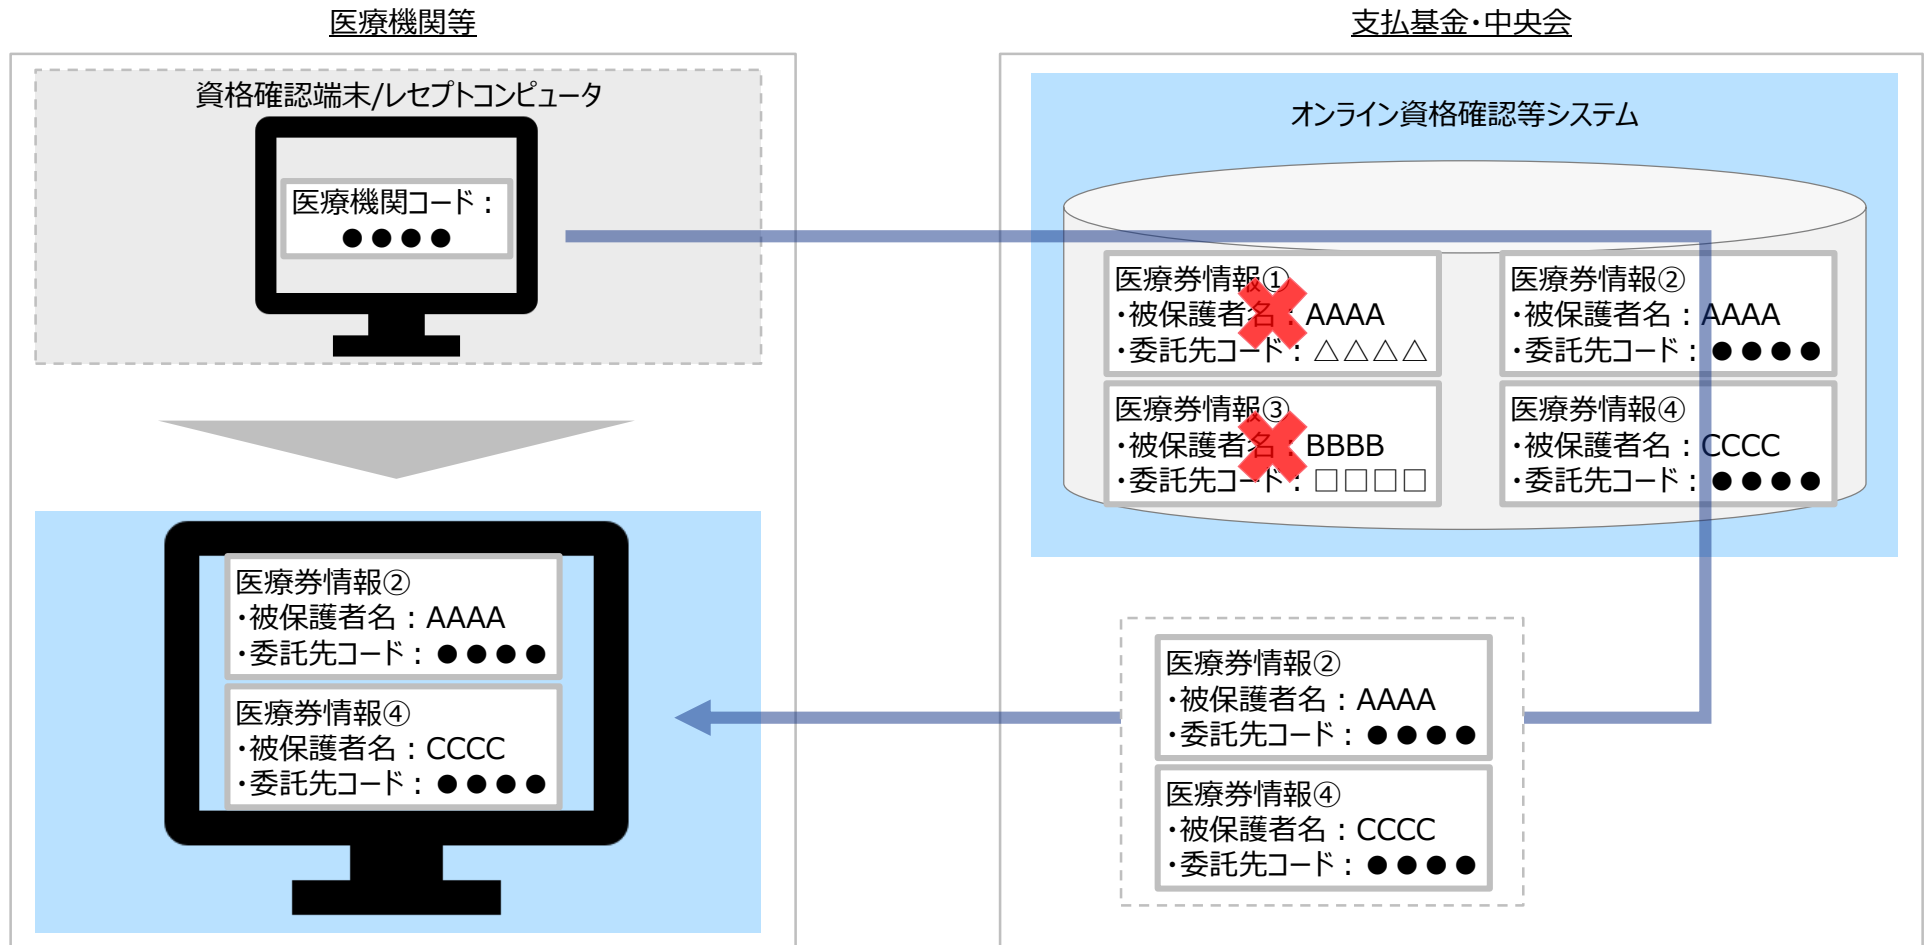 医療機関等
資格確認端末/レセプトコンピュータ
医療機関コード：
●●●●
医療券情報②
・被保護者名：AAAA
・委託先コード：●●●●
医療券情報④
・被保護者名：CCCC
・委託先コード：●●●●
支払基金・中央会
オンライン資格確認等システム
医療券情報①
・被保護者名：AAAA
・委託先コード：△△△△
医療券情報②
・被保護者名：AAAA
・委託先コード：●●●●
医療券情報③
・被保護者名：BBBB
・委託先コード：□□□□
医療券情報④
・被保護者名：CCCC
・委託先コード：●●●●
医療券情報②
・被保護者名：AAAA
・委託先コード：●●●●
医療券情報④
・被保護者名：CCCC
・委託先コード：●●●●